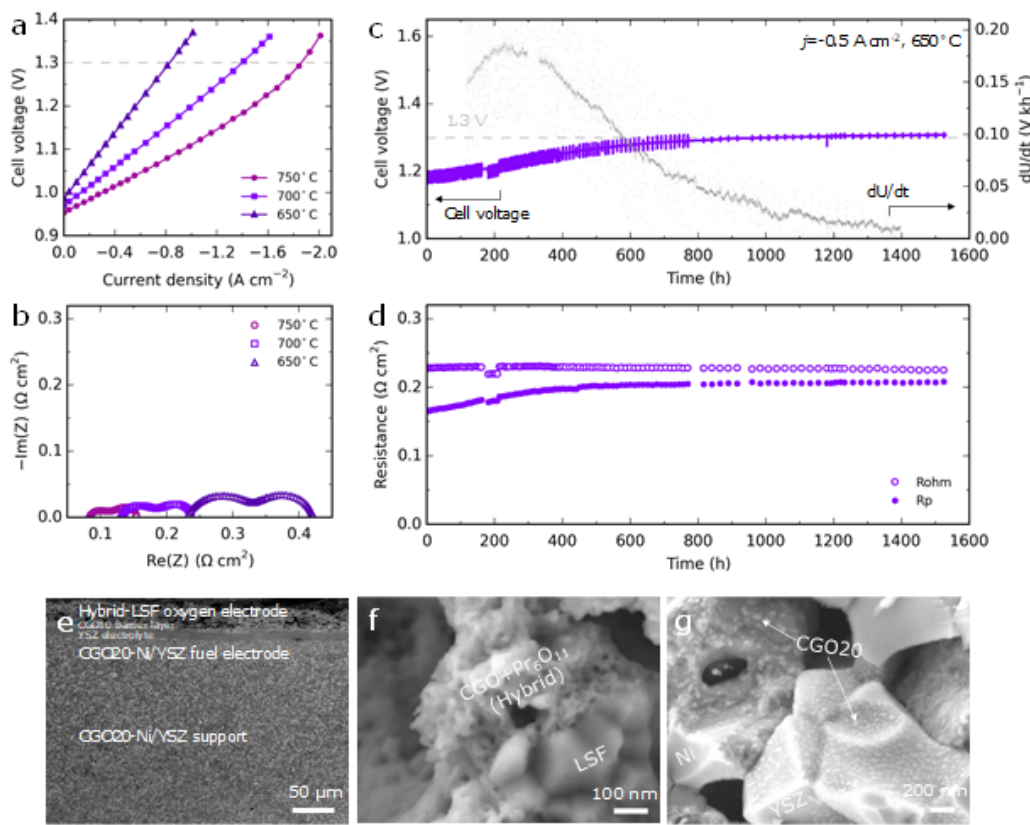 a
1.4
1.3
1.2
1.1
1.0
0.9
Cell voltage (V)
750°C
700°C
650°C
0.0 −0.4 −0.8 −1.2 −1.6 −2.0
Current density (A cm−2)
c
1.6
1.4
1.2
1.0
Cell voltage (V)
j=-0.5 A cm-2, 650°C
1.3 V
Cell voltage
dU/dt
0.20
0.15
0.10
0.05
0.00
dU/dt (V kh−1)
0 200 400 600 800 1000 1200 1400 1600
Time (h)
b
0.3
0.2
0.1
0.0
−Im(Z) (Ω cm2)
750°C
700°C
650°C
0.1 0.2 0.3 0.4
Re(Z) (Ω cm2)
d
0.3
0.2
0.1
0.0
Resistance (Ω cm2)
Rohm
Rp
0 200 400 600 800 1000 1200 1400 1600
Time (h)
e
Hybrid-LSF oxygen electrode
CGO10 barrier layer
YSZ electrolyte
CGO20-Ni/YSZ fuel electrode
CGO20-Ni/YSZ support
50 μm
f
CGO+Pr6O11
(Hybrid)
LSF
100 nm
g
CGO20
Ni
YSZ
200 nm